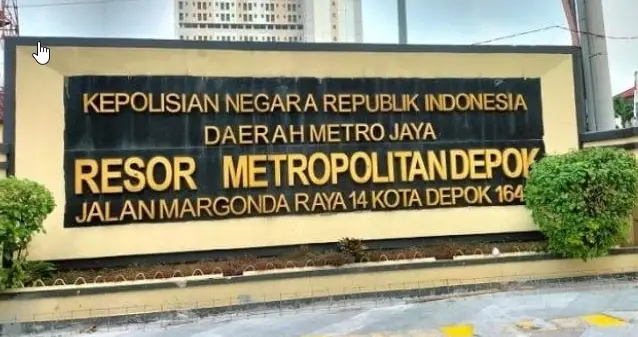 KEPOLISIAN NEGARA REPUBLIK INDONESIA
DAERAH METRO JAYA
RESOR METROPOLITAN DEPOK
JALAN MARGONDA RAYA 14 KOTA DEPOK